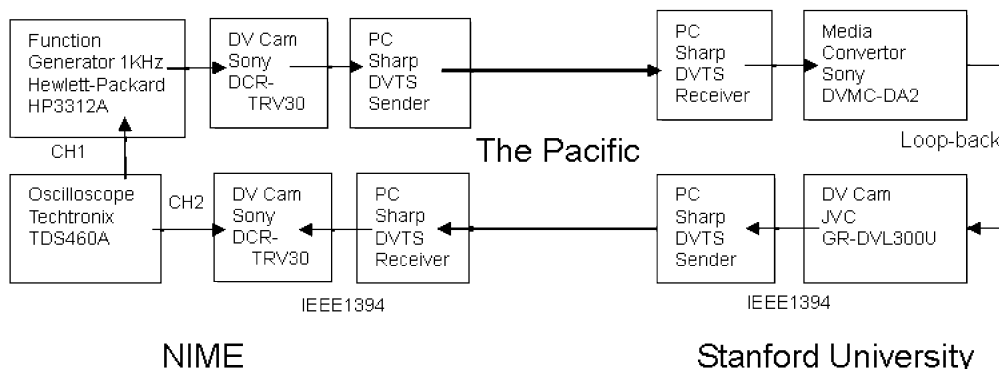 Function
Generator 1KHz
Hewlett-Packard
HP3312A
DV Cam
Sony
DCR-
TRV30
PC
Sharp
DVTS
Sender
PC
Sharp
DVTS
Receiver
Media
Convertor
Sony
DVMC-DA2
CH1
The Pacific
Loop-back
Oscilloscope
Techtronix
TDS460A
CH2
DV Cam
Sony
DCR-
TRV30
PC
Sharp
DVTS
Receiver
PC
Sharp
DVTS
Sender
DV Cam
JVC
GR-DVL300U
IEEE1394
IEEE1394
NIME
Stanford University